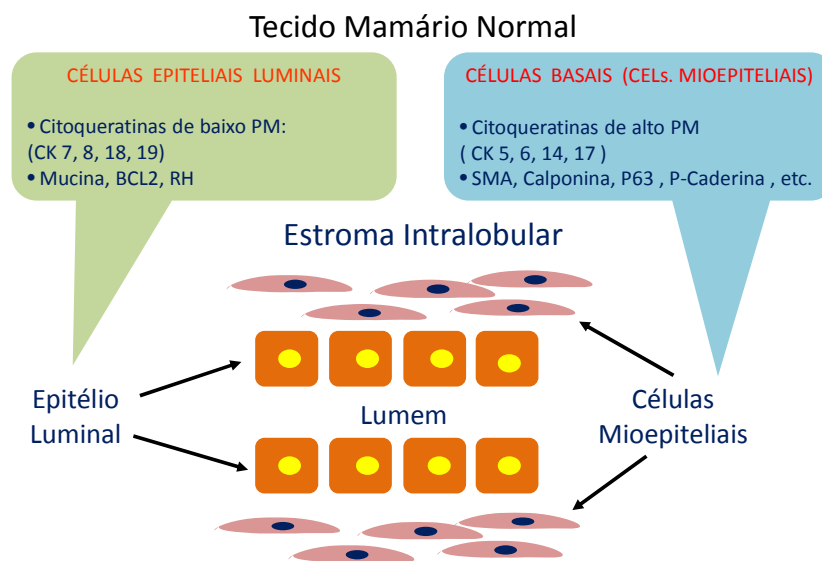 Tecido Mamário Normal
CÉLULAS EPITELIAIS LUMINAIS
• Citoqueratinas de baixo PM:
(CK 7, 8, 18, 19)
• Mucina, BCL2, RH
CÉLULAS BASAIS (CELs. MIOEPITELIAIS)
• Citoqueratinas de alto PM
( CK 5, 6, 14, 17 )
• SMA, Calponina, P63 , P-Caderina , etc.
Estroma Intralobular
Epitélio
Luminal
Lumem
Células
Mioepiteliais